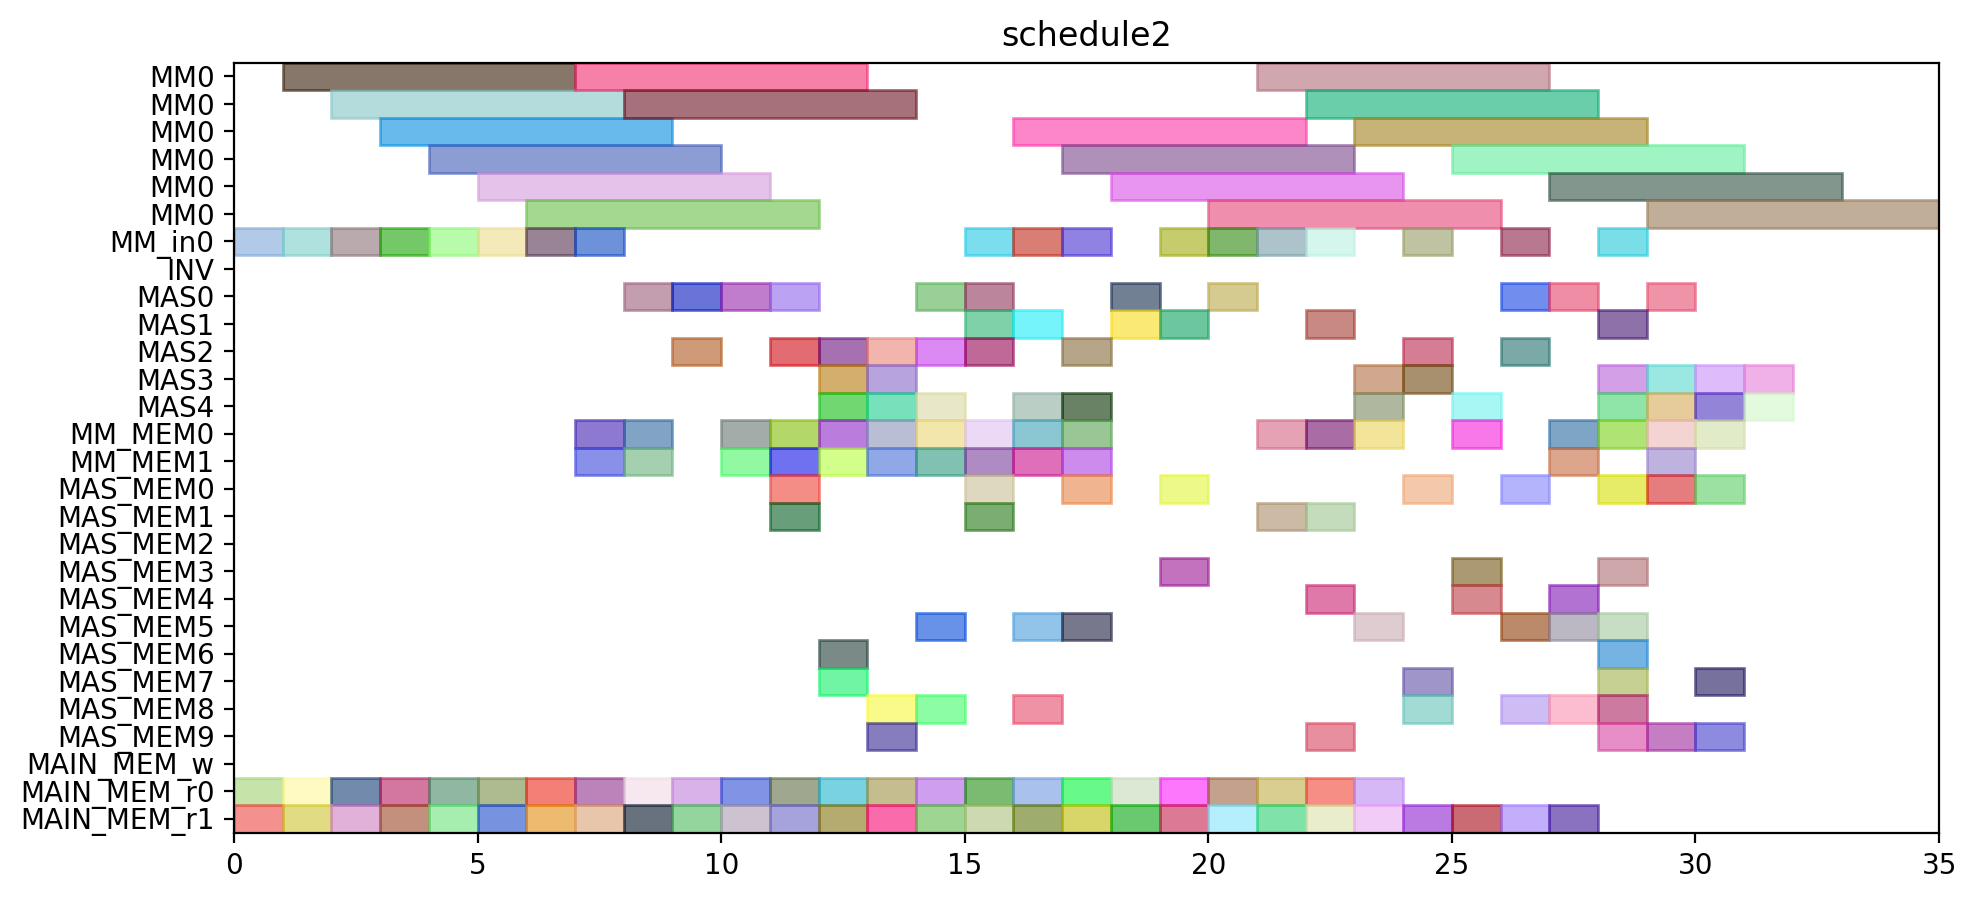 schedule2
MM0
MM0
MM0
MM0
MM0
MM0
MM_in0
INV
MAS0
MAS1
MAS2
MAS3
MAS4
MM_MEM0
MM_MEM1
MAS_MEM0
MAS_MEM1
MAS_MEM2
MAS_MEM3
MAS_MEM4
MAS_MEM5
MAS_MEM6
MAS_MEM7
MAS_MEM8
MAS_MEM9
MAIN_MEM_w
MAIN_MEM_r0
MAIN_MEM_r1
0 5 10 15 20 25 30 35